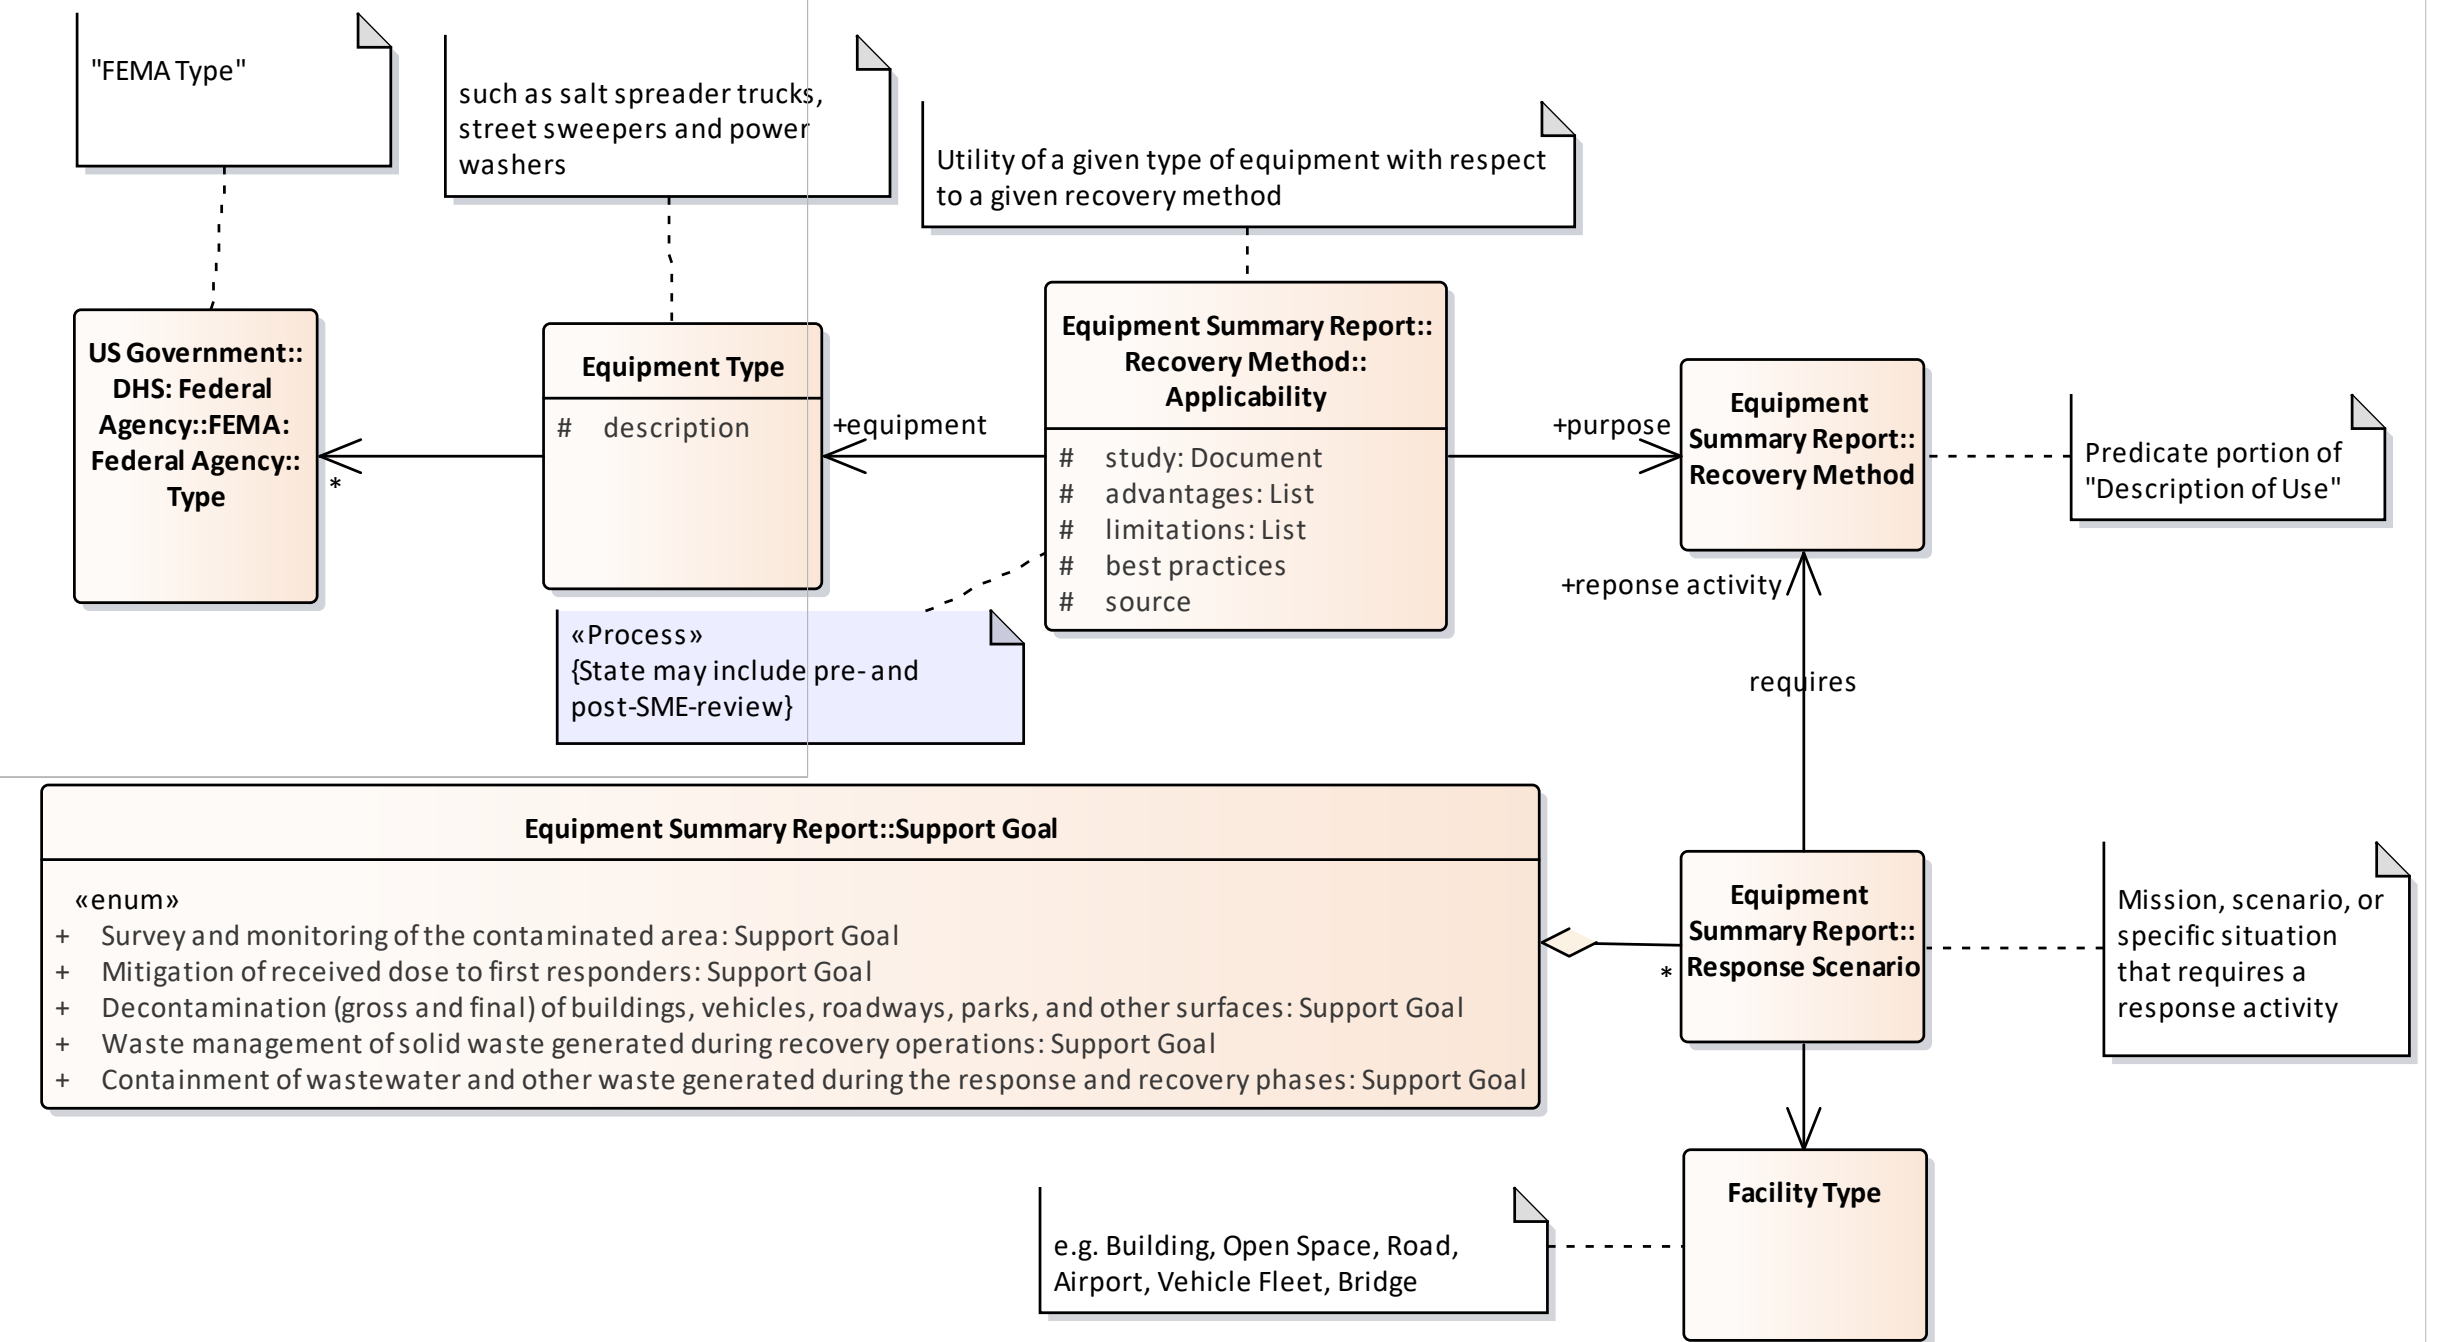 "FEMA Type"
such as salt spreader trucks,
street sweepers and power
washers
Utility of a given type of equipment with respect
to a given recovery method
US Government::
DHS: Federal
Agency::FEMA:
Federal Agency::
Type
*
Equipment Type
# description
+equipment
Equipment Summary Report::
Recovery Method::
Applicability
# study: Document
# advantages: List
# limitations: List
# best practices
# source
+purpose
Equipment
Summary Report::
Recovery Method
Predicate portion of
"Description of Use"
«Process»
{State may include pre- and
post-SME-review}
+reponse activity
requires
Equipment Summary Report::Support Goal
«enum»
+ Survey and monitoring of the contaminated area: Support Goal
+ Mitigation of received dose to first responders: Support Goal
+ Decontamination (gross and final) of buildings, vehicles, roadways, parks, and other surfaces: Support Goal
+ Waste management of solid waste generated during recovery operations: Support Goal
+ Containment of wastewater and other waste generated during the response and recovery phases: Support Goal
*
Equipment
Summary Report::
Response Scenario
Mission, scenario, or
specific situation
that requires a
response activity
Facility Type
e.g. Building, Open Space, Road,
Airport, Vehicle Fleet, Bridge